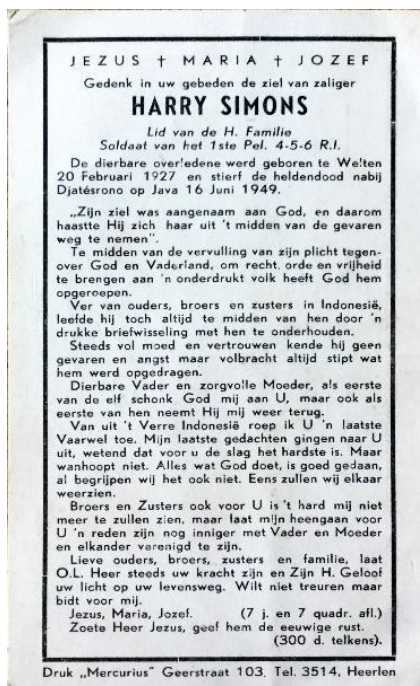 JEZUS † MARIA † JOZEF
Gedenk in uw gebeden de ziel van zaliger
HARRY SIMONS
Lid van de H. Familie
Soldaat van het 1ste Pel. 4-5-6 R.I.
De dierbare overledene werd geboren te Welten
20 Februari 1927 en stierf de heldendood nabij
Djatésrono op Java 16 Juni 1949.
„Zijn ziel was aangenaam aan God, en daarom
haastte Hij zich haar uit 't midden van de gevaren
weg te nemen”.
Te midden van de vervulling van zijn plicht tegen-
over God en Vaderland, om recht, orde en vrijheid
te brengen aan 'n onderdrukt volk heeft God hem
opgeroepen.
Ver van ouders, broers en zusters in Indonesië,
leefde hij toch altijd te midden van hen door 'n
drukke briefwisseling met hen te onderhouden.
Steeds vol moed en vertrouwen kende hij geen
gevaren en angst maar volbracht altijd stipt wat
hem werd opgedragen.
Dierbare Vader en zorgvolle Moeder, als eerste
van de elf schonk God mij aan U, maar ook als
eerste van hen neemt Hij mij weer terug.
Van uit 't Verre Indonesië roep ik U 'n laatste
Vaarwel toe. Mijn laatste gedachten gingen naar U
uit, wetend dat voor u de slag het hardste is. Maar
wanhoopt niet. Alles wat God doet, is goed gedaan,
al begrijpen wij het ook niet. Eens zullen wij elkaar
weerzien.
Broers en Zusters ook voor U is 't hard mij niet
meer te zullen zien, maar laat mijn heengaan voor
U 'n reden zijn nog inniger met Vader en Moeder
en elkander verenigd te zijn.
Lieve ouders, broers, zusters en familie, laat
O.L. Heer steeds uw kracht zijn en Zijn H. Geloof
uw licht op uw levensweg. Wilt niet treuren maar
bidt voor mij.
Jezus, Maria, Jozef. (7 j. en 7 quadr. afl.)
Zoete Heer Jezus, geef hem de eeuwige rust.
(300 d. telkens).
Druk „Mercurius” Geerstraat 103. Tel. 3514, Heerlen